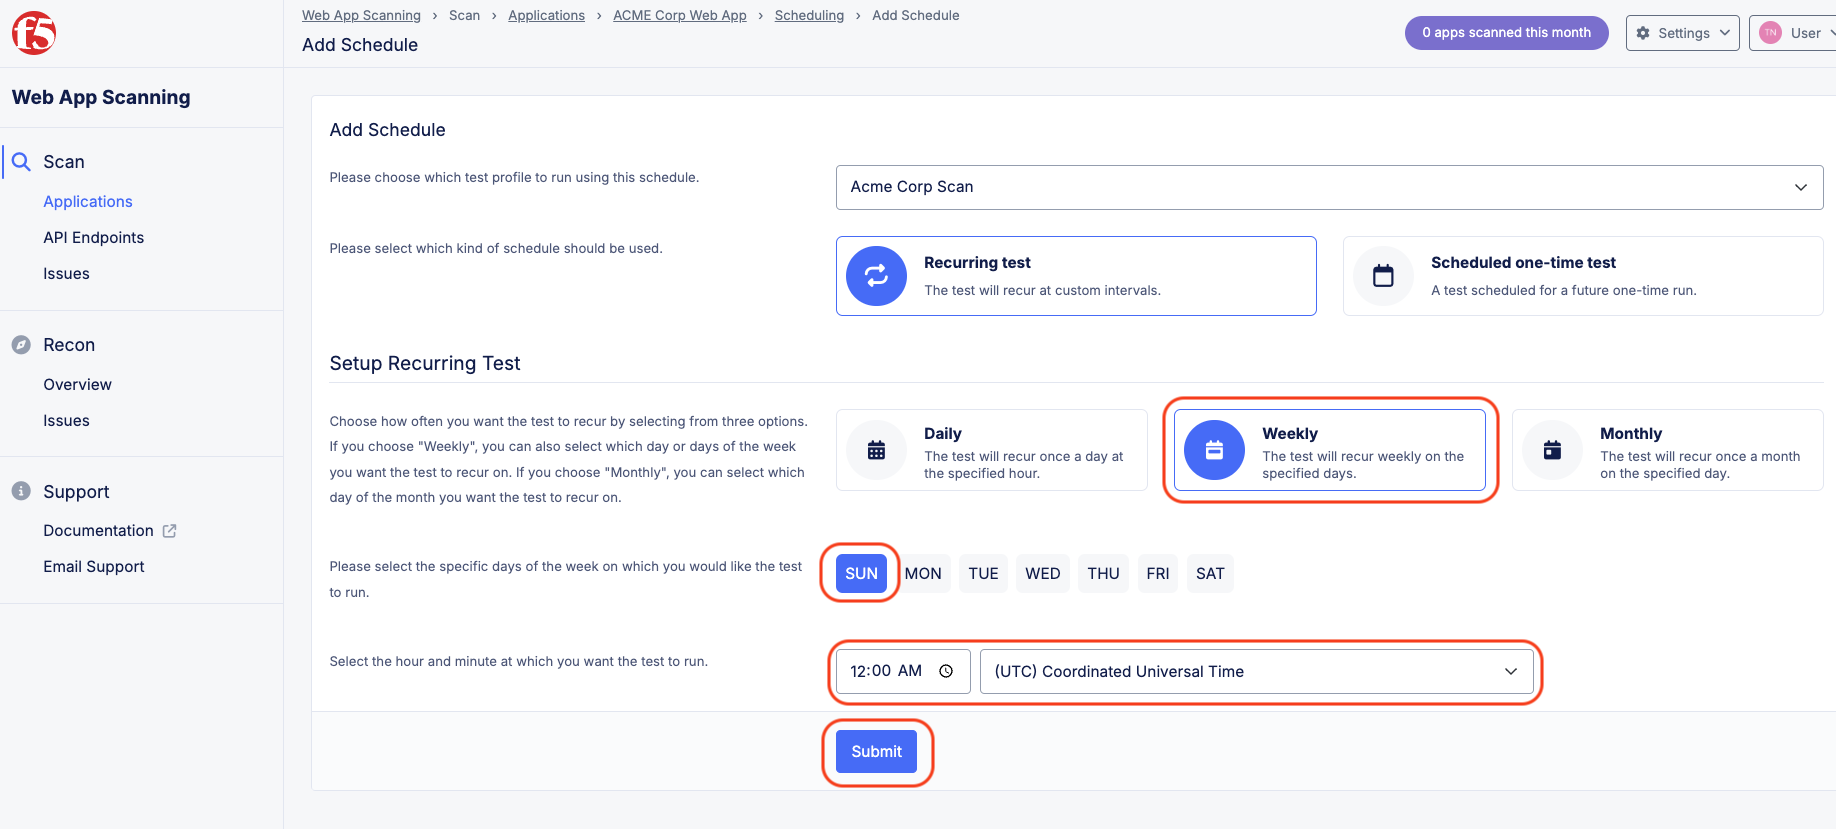 f5
Web App Scanning › Scan › Applications › ACME Corp Web App › Scheduling › Add Schedule
Add Schedule
0 apps scanned this month
Settings
TN User
Web App Scanning
Scan
Applications
API Endpoints
Issues
Recon
Overview
Issues
Support
Documentation
Email Support
Add Schedule
Please choose which test profile to run using this schedule.
Acme Corp Scan
Please select which kind of schedule should be used.
Recurring test
The test will recur at custom intervals.
Scheduled one-time test
A test scheduled for a future one-time run.
Setup Recurring Test
Choose how often you want the test to recur by selecting from three options.
If you choose "Weekly", you can also select which day or days of the week
you want the test to recur on. If you choose "Monthly", you can select which
day of the month you want the test to recur on.
Daily
The test will recur once a day at
the specified hour.
Weekly
The test will recur weekly on the
specified days.
Monthly
The test will recur once a month
on the specified day.
Please select the specific days of the week on which you would like the test
to run.
SUN MON TUE WED THU FRI SAT
Select the hour and minute at which you want the test to run.
12:00 AM
(UTC) Coordinated Universal Time
Submit